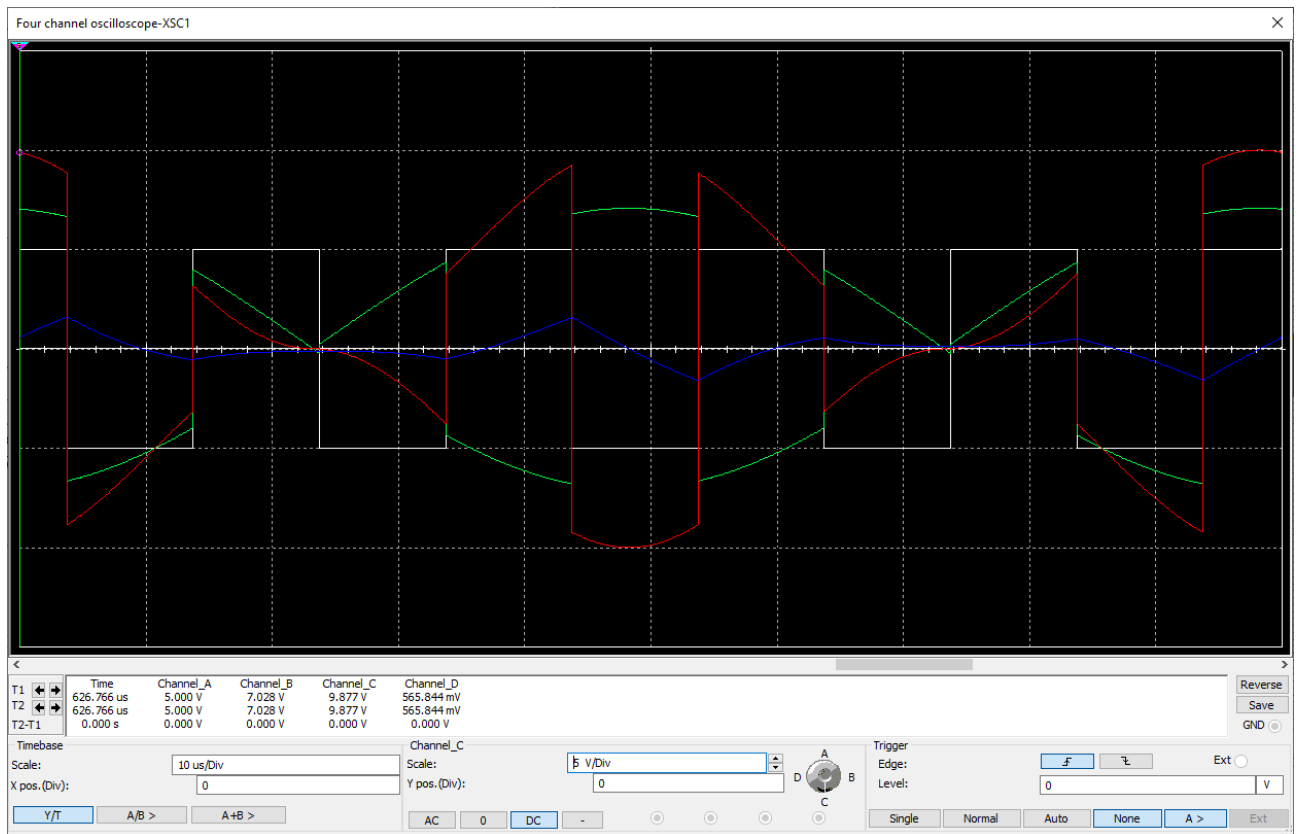 Four channel oscilloscope-XSC1
Time Channel_A Channel_B Channel_C Channel_D
T1 626.766 us 5.000 V 7.028 V 9.877 V 565.844 mV
T2 626.766 us 5.000 V 7.028 V 9.877 V 565.844 mV
T2-T1 0.000 s 0.000 V 0.000 V 0.000 V 0.000 V
Reverse
Save
GND
Timebase
Scale: 10 us/Div
X pos.(Div): 0
Y/T A/B > A+B >
Channel_C
Scale: 5 V/Div
Y pos.(Div): 0
AC 0 DC -
A
D B
C
Trigger
Edge: Ext
Level: 0 V
Single Normal Auto None A > Ext